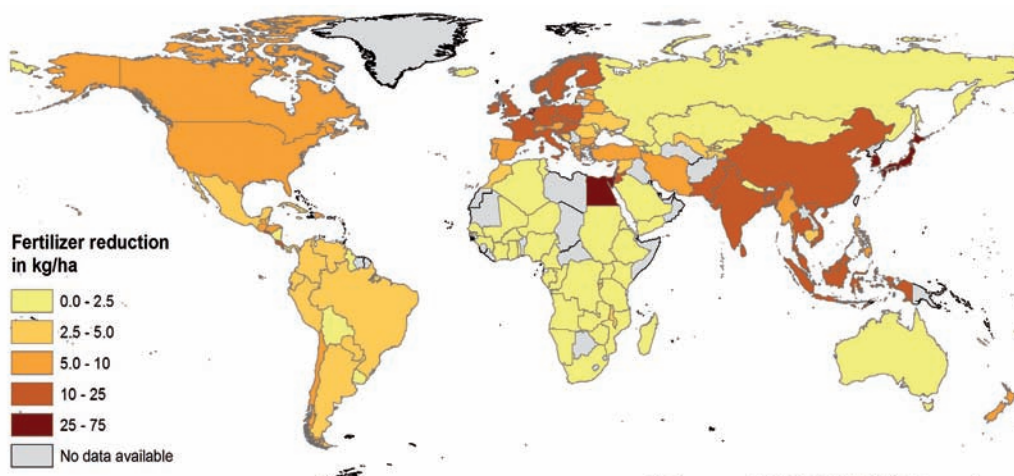 Fertilizer reduction
in kg/ha
0.0 - 2.5
2.5 - 5.0
5.0 - 10
10 - 25
25 - 75
No data available